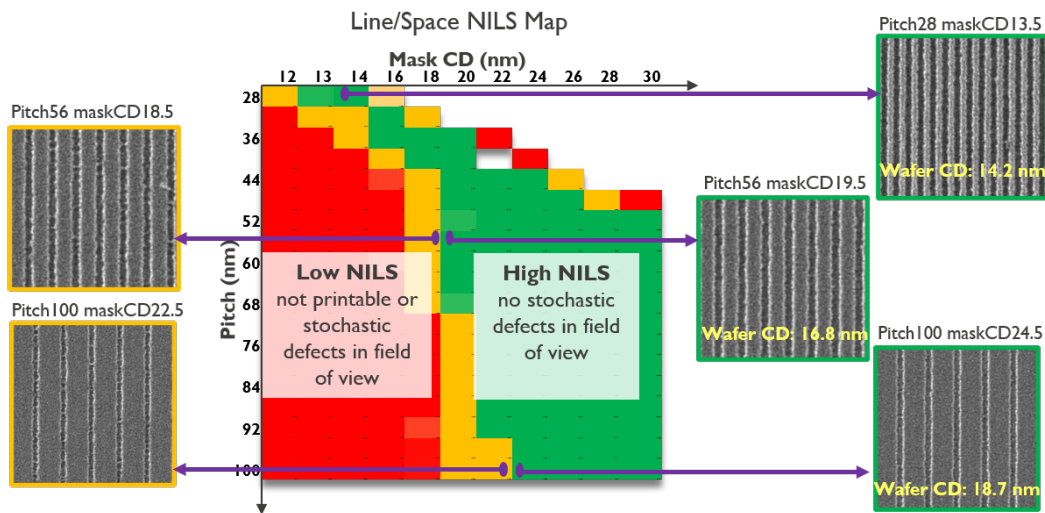 Line/Space NILS Map
Mask CD (nm)
12 13 14 16 18 20 22 24 26 28 30
Pitch (nm)
28
36
44
52
60
68
76
84
92
100
Low NILS
not printable or
stochastic
defects in field
of view
High NILS
no stochastic
defects in field
of view
Pitch56 maskCD18.5
Pitch100 maskCD22.5
Pitch28 maskCD13.5
Wafer CD: 14.2 nm
Pitch56 maskCD19.5
Wafer CD: 16.8 nm
Pitch100 maskCD24.5
Wafer CD: 18.7 nm